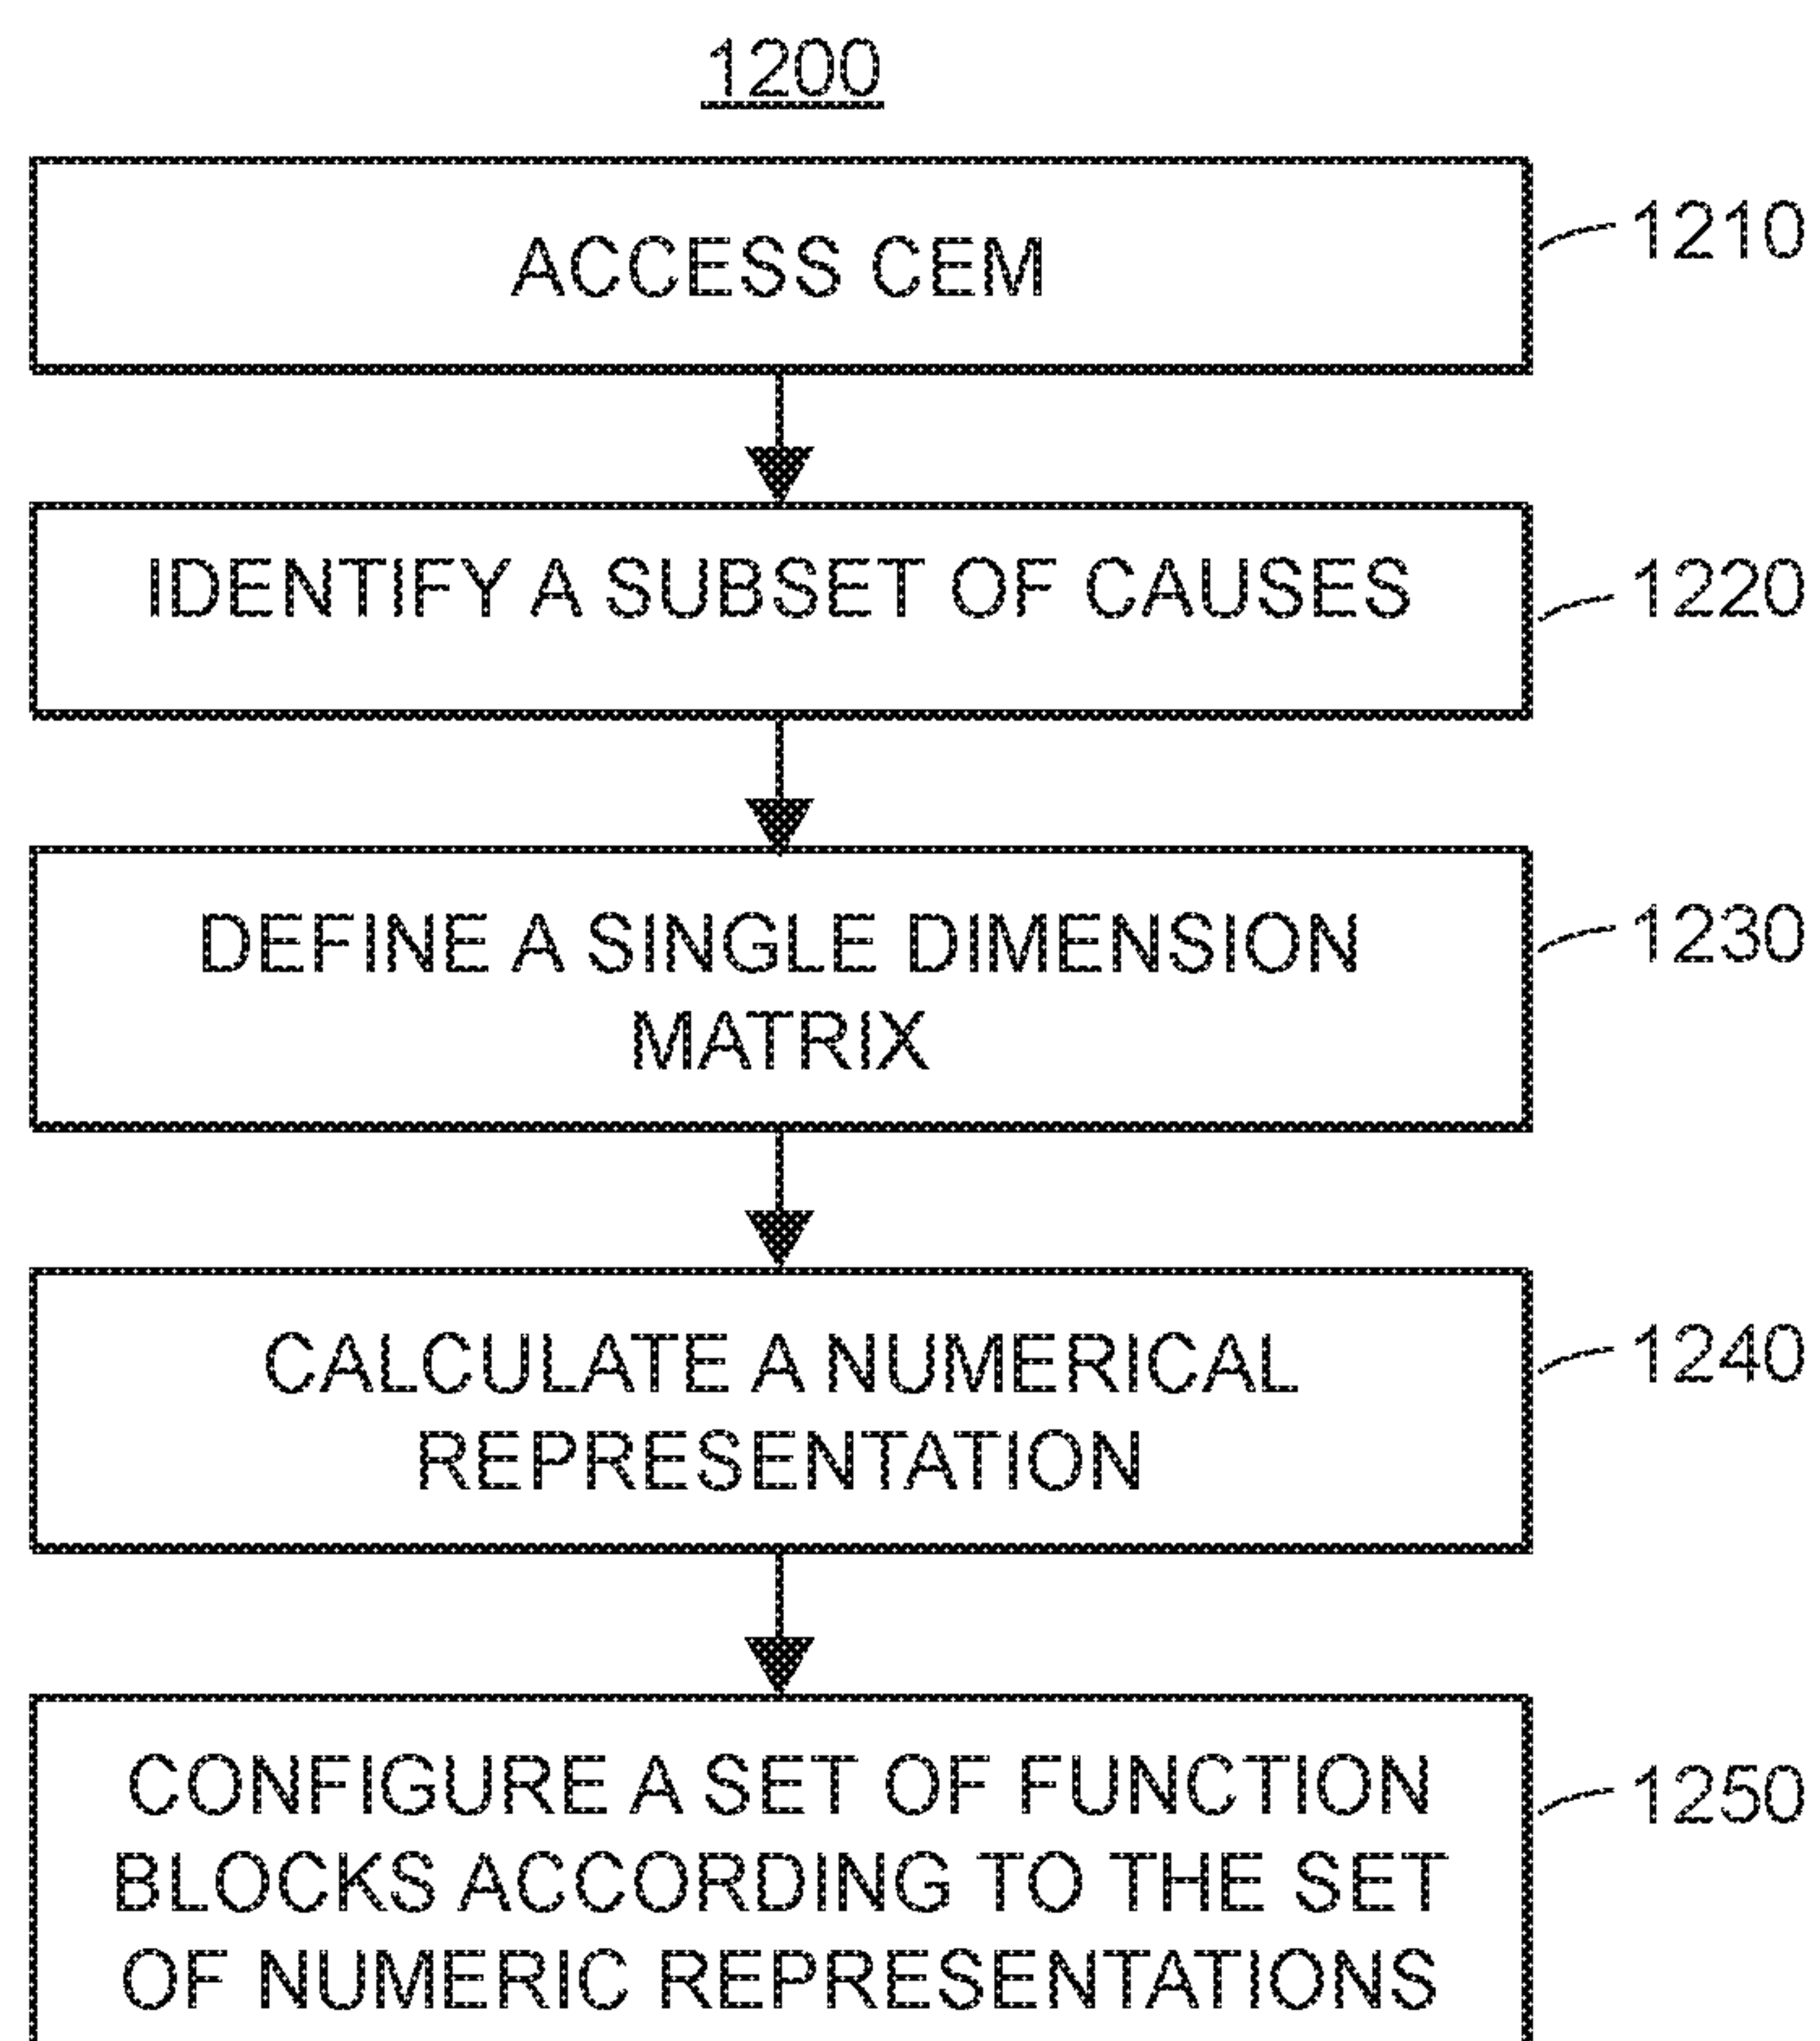 1200
ACCESS CEM
1210
IDENTIFY A SUBSET OF CAUSES
1220
DEFINE A SINGLE DIMENSION
MATRIX
1230
CALCULATE A NUMERICAL
REPRESENTATION
1240
CONFIGURE A SET OF FUNCTION
BLOCKS ACCORDING TO THE SET
OF NUMERIC REPRESENTATIONS
1250